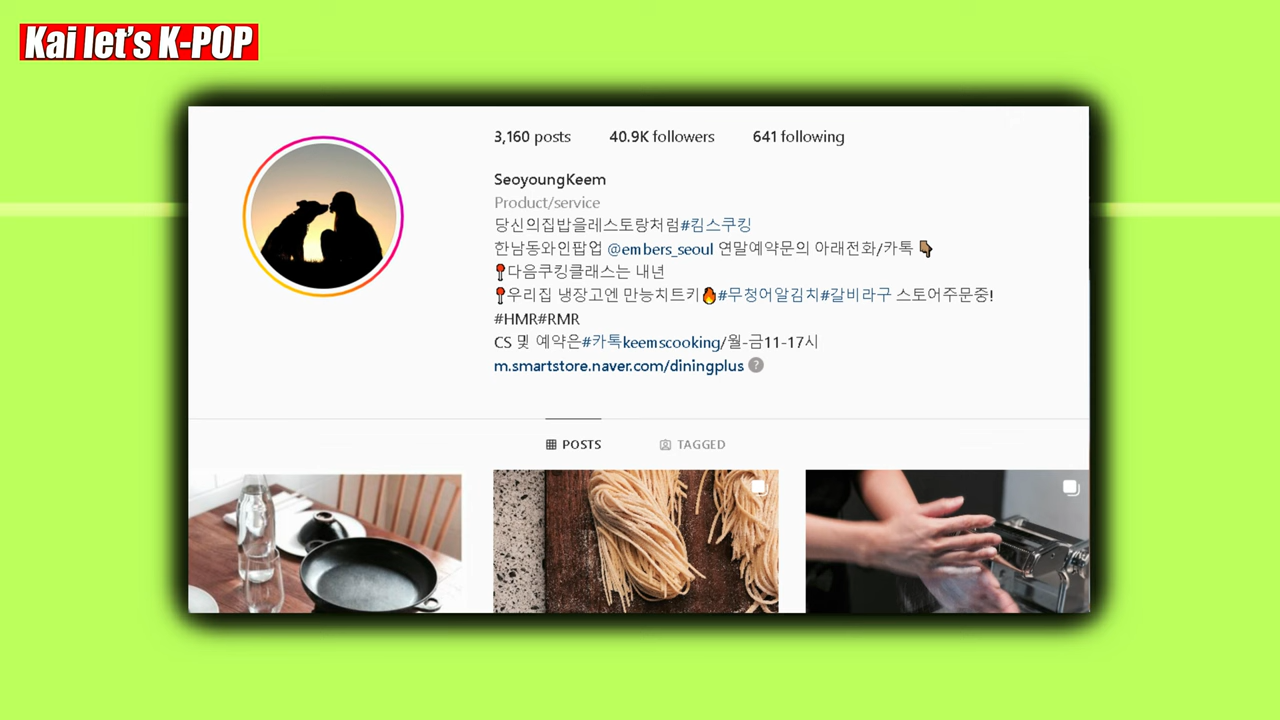 Kai let's K-POP
3,160 posts 40.9K followers 641 following
SeoyoungKeem
Product/service
당신의집밥을레스토랑처럼#킴스쿠킹
한남동와인팝업 @embers_seoul 연말예약문의 아래전화/카톡👇🏾
📍다음쿠킹클래스는 내년
📍우리집 냉장고엔 만능치트키🔥#무청어알김치#갈비라구 스토어주문중!
#HMR#RMR
CS 및 예약은#카톡keemscooking/월-금11-17시
m.smartstore.naver.com/diningplus ?
POSTS TAGGED